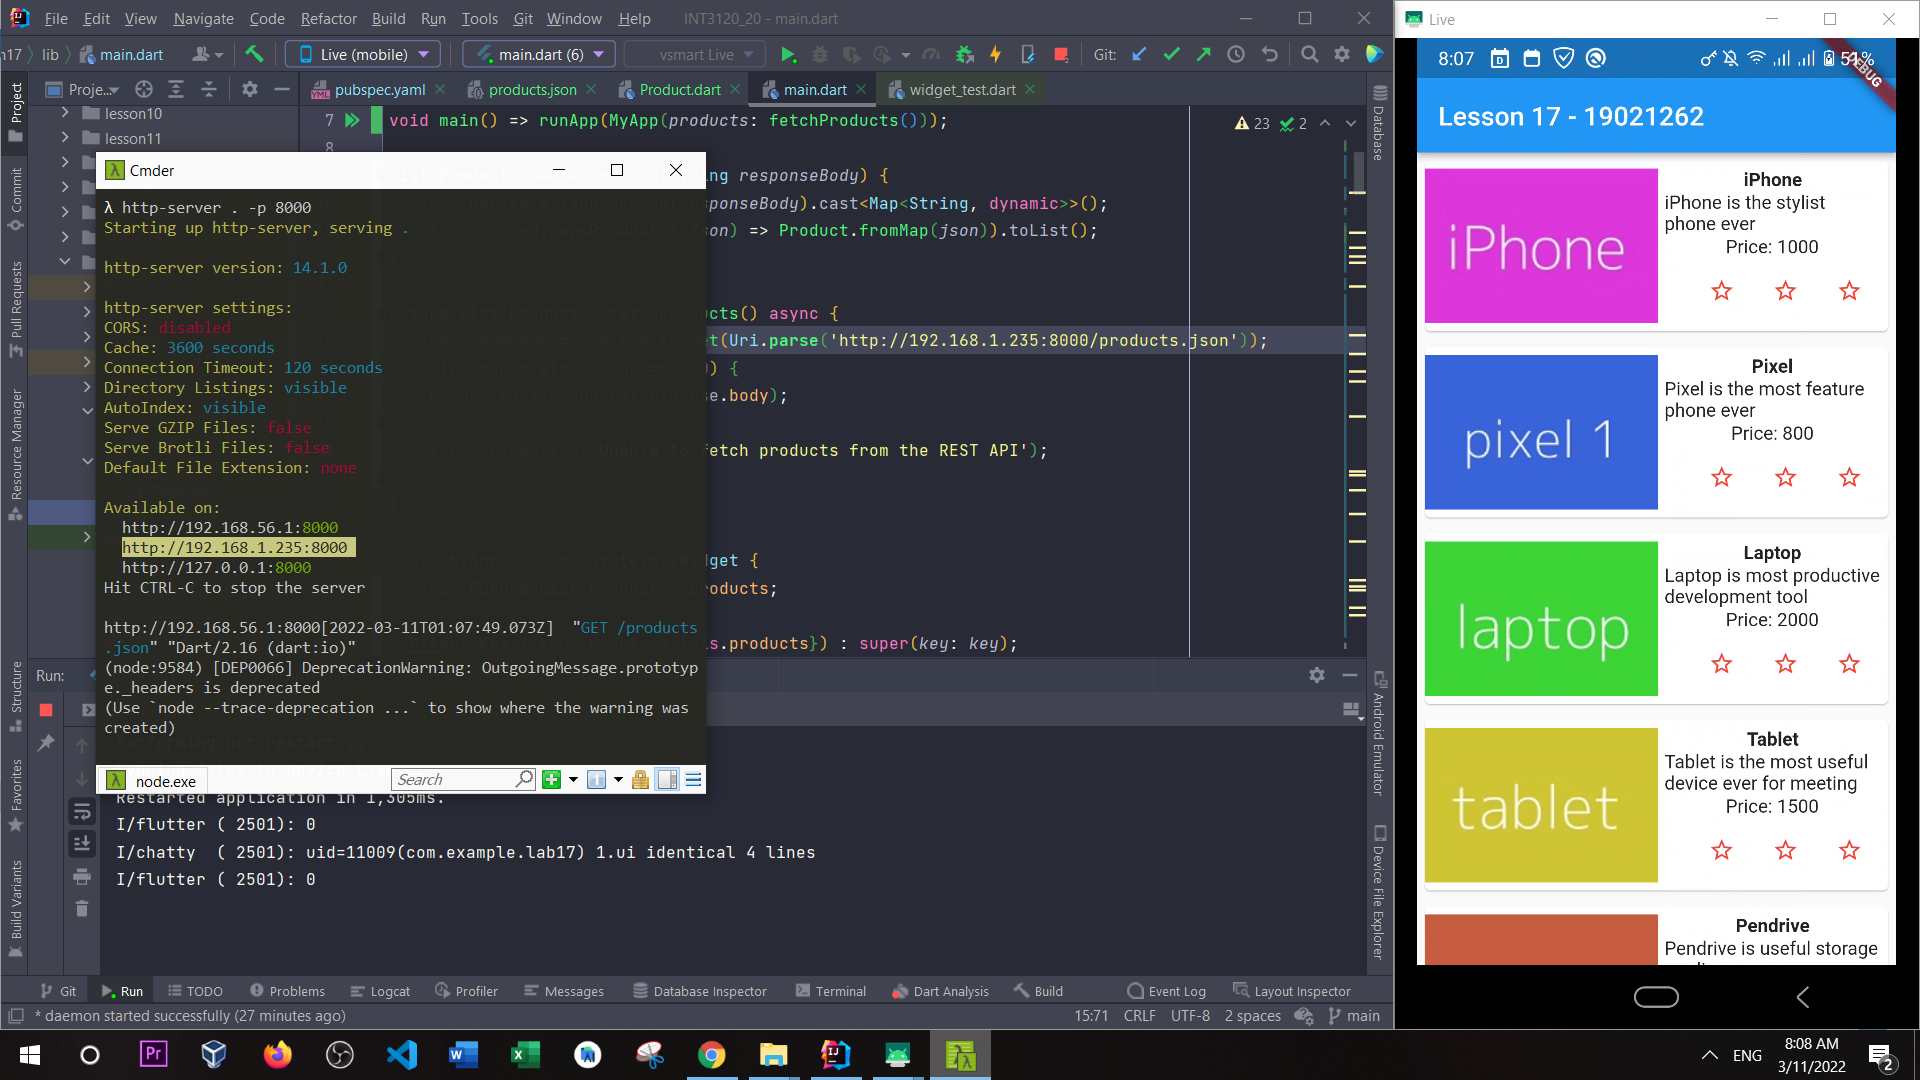 File Edit View Navigate Code Refactor Build Run Tools Git Window Help INT3120_20 - main.dart
n17 lib main.dart Live (mobile) main.dart (6) vsmart Live Git:
Proje... pubspec.yaml products.json Product.dart main.dart widget_test.dart
lesson10
lesson11
7 void main() => runApp(MyApp(products: fetchProducts()));
8
23 2
ng responseBody) {
sponseBody).cast<Map<String, dynamic>>();
son) => Product.fromMap(json)).toList();
cts() async {
t(Uri.parse('http://192.168.1.235:8000/products.json'));
) {
e.body);
fetch products from the REST API');
dget {
roducts;
s.products}) : super(key: key);
Cmder
λ http-server . -p 8000
Starting up http-server, serving .
http-server version: 14.1.0
http-server settings:
CORS: disabled
Cache: 3600 seconds
Connection Timeout: 120 seconds
Directory Listings: visible
AutoIndex: visible
Serve GZIP Files: false
Serve Brotli Files: false
Default File Extension: none
Available on:
http://192.168.56.1:8000
http://192.168.1.235:8000
http://127.0.0.1:8000
Hit CTRL-C to stop the server
http://192.168.56.1:8000[2022-03-11T01:07:49.073Z] "GET /products
.json" "Dart/2.16 (dart:io)"
(node:9584) [DEP0066] DeprecationWarning: OutgoingMessage.prototyp
e._headers is deprecated
(Use `node --trace-deprecation ...` to show where the warning was
created)
node.exe Search
Run:
Restarted application in 1,305ms.
I/flutter ( 2501): 0
I/chatty ( 2501): uid=11009(com.example.lab17) 1.ui identical 4 lines
I/flutter ( 2501): 0
Project
Commit
Pull Requests
Resource Manager
Structure
Favorites
Build Variants
Database
Android Emulator
Device File Explorer
Git Run TODO Problems Logcat Profiler Messages Database Inspector Terminal Dart Analysis Build Event Log Layout Inspector
* daemon started successfully (27 minutes ago) 15:71 CRLF UTF-8 2 spaces main
Live
8:07 51%
DEBUG
Lesson 17 - 19021262
iPhone
iPhone
iPhone is the stylist
phone ever
Price: 1000
pixel 1
Pixel
Pixel is the most feature
phone ever
Price: 800
laptop
Laptop
Laptop is most productive
development tool
Price: 2000
tablet
Tablet
Tablet is the most useful
device ever for meeting
Price: 1500
Pendrive
Pendrive is useful storage
ENG 8:08 AM
3/11/2022
2